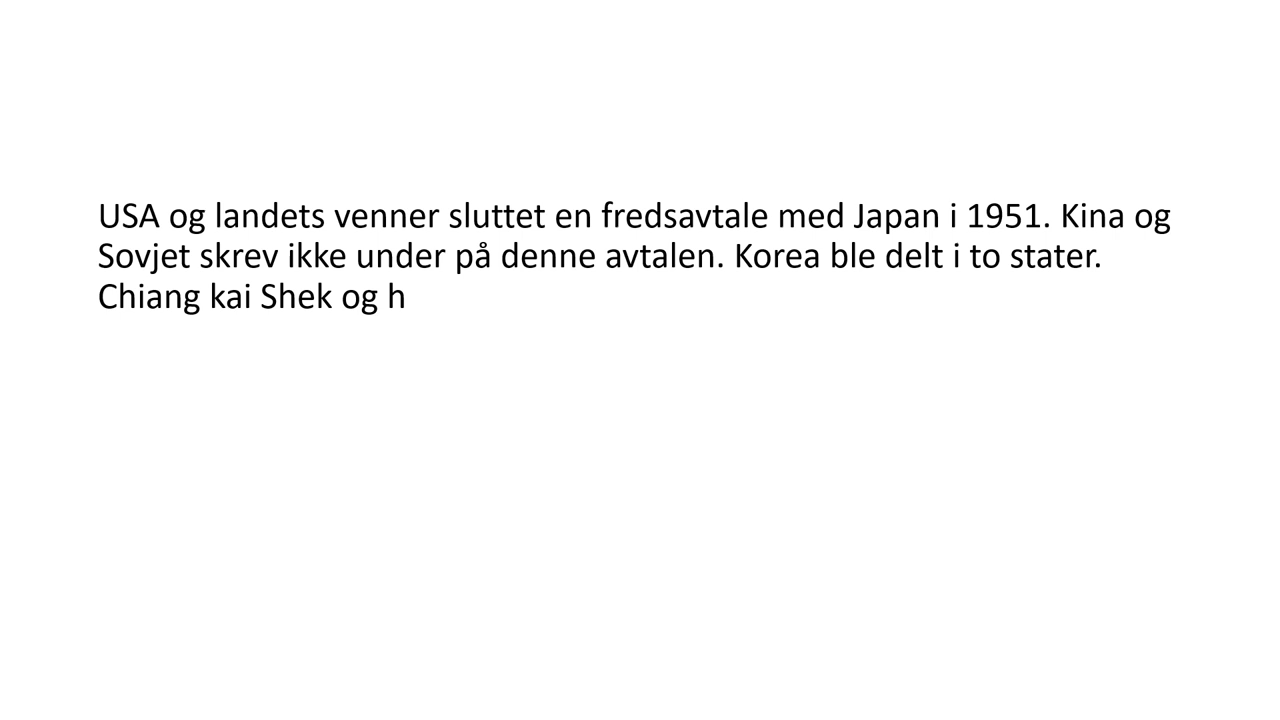 USA og landets venner sluttet en fredsavtale med Japan i 1951. Kina og
Sovjet skrev ikke under på denne avtalen. Korea ble delt i to stater.
Chiang kai Shek og h